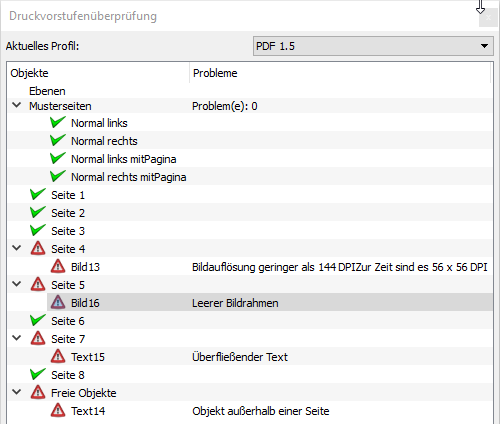 Druckvorstufenüberprüfung
Aktuelles Profil: PDF 1.5
Objekte Probleme
Ebenen
Musterseiten Problem(e): 0
Normal links
Normal rechts
Normal links mitPagina
Normal rechts mitPagina
Seite 1
Seite 2
Seite 3
Seite 4
Bild13 Bildauflösung geringer als 144 DPIZur Zeit sind es 56 x 56 DPI
Seite 5
Bild16 Leerer Bildrahmen
Seite 6
Seite 7
Text15 Überfließender Text
Seite 8
Freie Objekte
Text14 Objekt außerhalb einer Seite